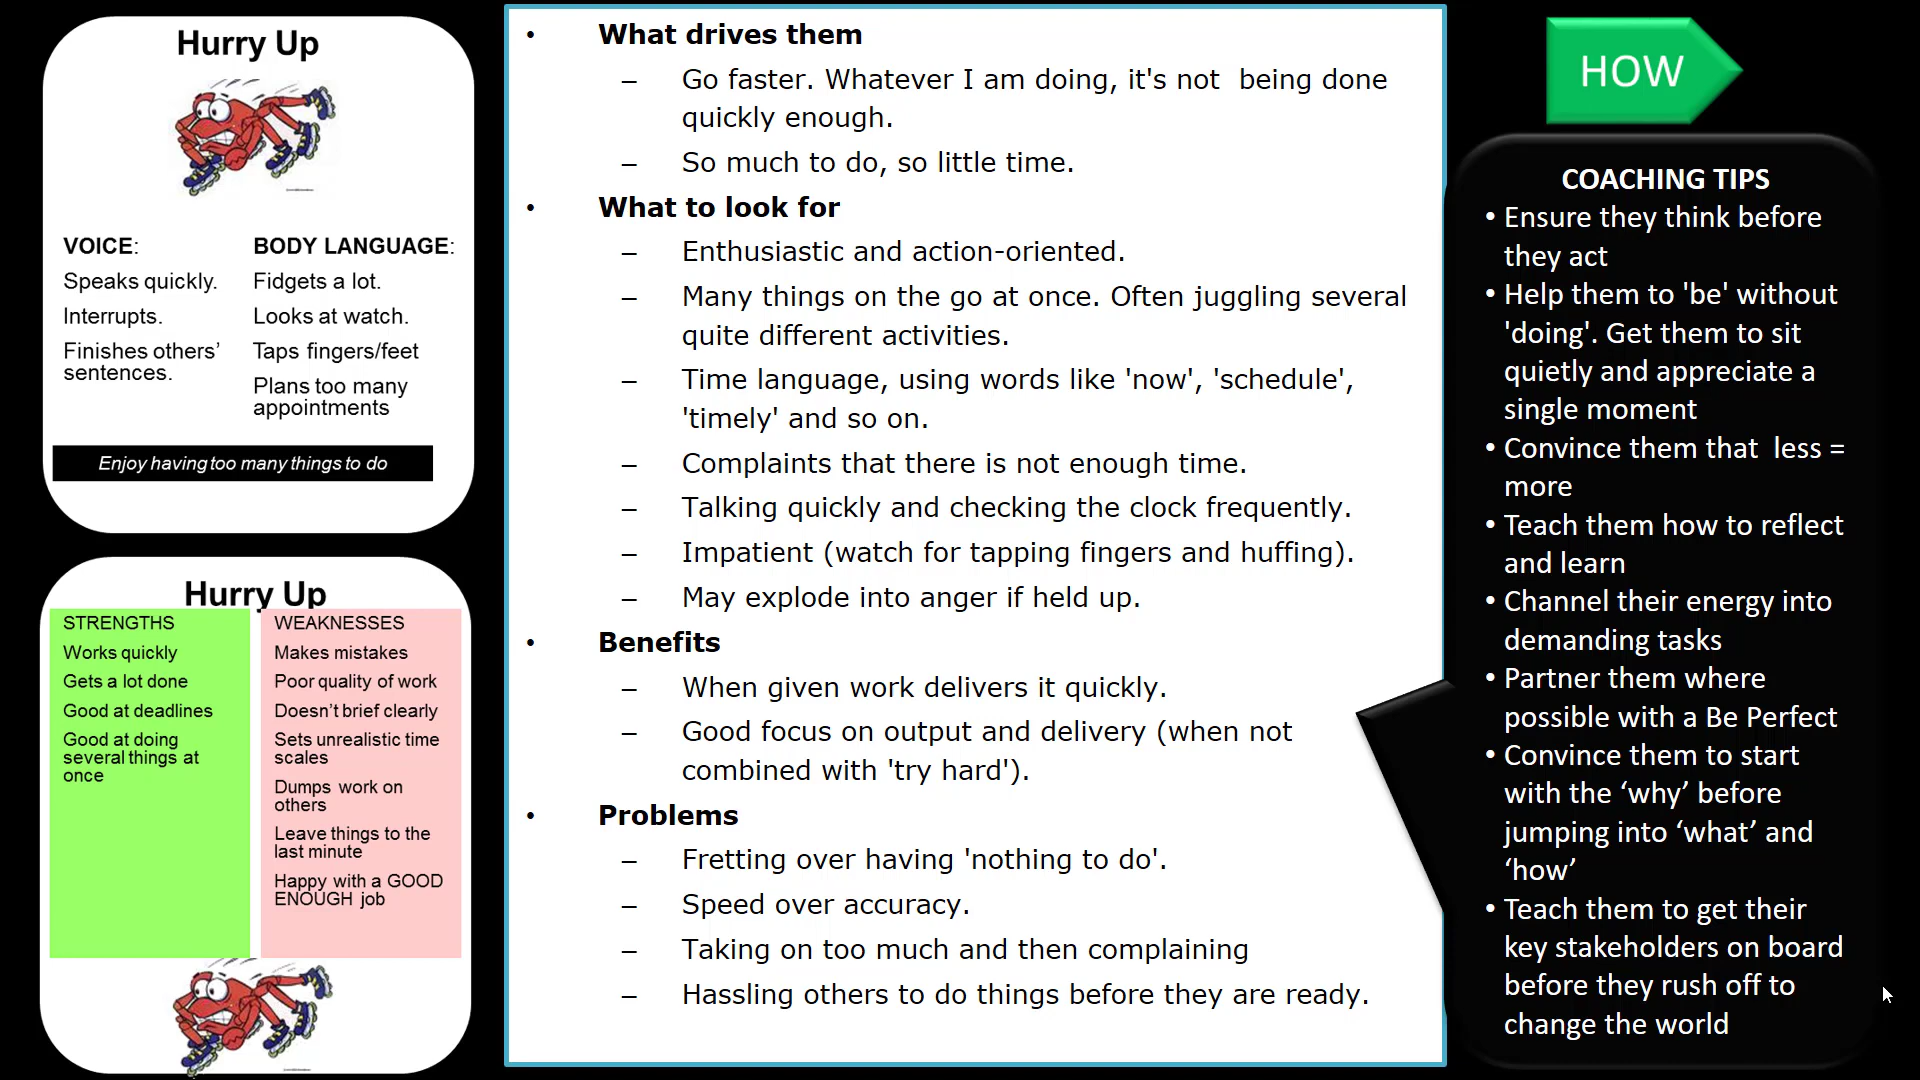 Hurry Up
VOICE:
Speaks quickly.
Interrupts.
Finishes others’
sentences.
BODY LANGUAGE:
Fidgets a lot.
Looks at watch.
Taps fingers/feet
Plans too many
appointments
Enjoy having too many things to do
Hurry Up
STRENGTHS
Works quickly
Gets a lot done
Good at deadlines
Good at doing
several things at
once
WEAKNESSES
Makes mistakes
Poor quality of work
Doesn’t brief clearly
Sets unrealistic time
scales
Dumps work on
others
Leave things to the
last minute
Happy with a GOOD
ENOUGH job
• What drives them
– Go faster. Whatever I am doing, it's not being done
quickly enough.
– So much to do, so little time.
• What to look for
– Enthusiastic and action-oriented.
– Many things on the go at once. Often juggling several
quite different activities.
– Time language, using words like 'now', 'schedule',
'timely' and so on.
– Complaints that there is not enough time.
– Talking quickly and checking the clock frequently.
– Impatient (watch for tapping fingers and huffing).
– May explode into anger if held up.
• Benefits
– When given work delivers it quickly.
– Good focus on output and delivery (when not
combined with 'try hard').
• Problems
– Fretting over having 'nothing to do'.
– Speed over accuracy.
– Taking on too much and then complaining
– Hassling others to do things before they are ready.
HOW
COACHING TIPS
• Ensure they think before
they act
• Help them to 'be' without
'doing'. Get them to sit
quietly and appreciate a
single moment
• Convince them that less =
more
• Teach them how to reflect
and learn
• Channel their energy into
demanding tasks
• Partner them where
possible with a Be Perfect
• Convince them to start
with the ‘why’ before
jumping into ‘what’ and
‘how’
• Teach them to get their
key stakeholders on board
before they rush off to
change the world